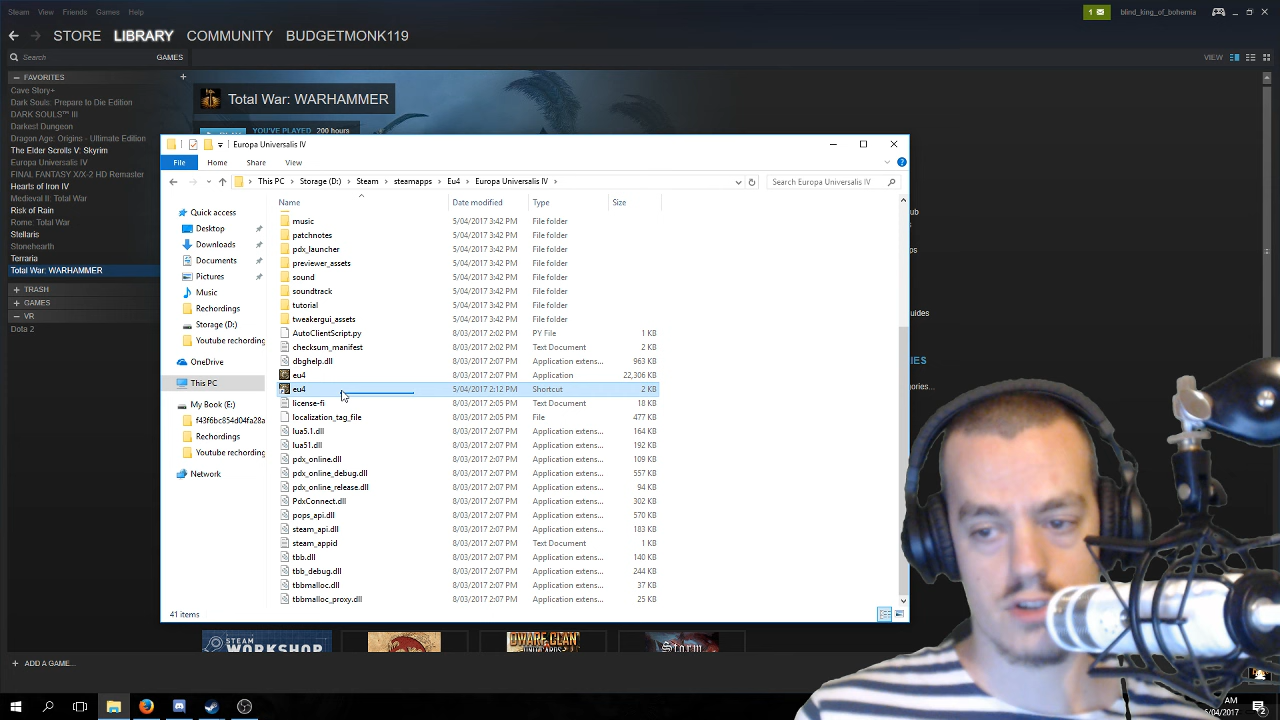 Steam View Friends Games Help
1
blind_king_of_bohemia
STORE LIBRARY COMMUNITY BUDGETMONK119
Search GAMES
VIEW
FAVORITES
Cave Story+
Dark Souls: Prepare to Die Edition
DARK SOULS™ III
Darkest Dungeon
Dragon Age: Origins - Ultimate Edition
The Elder Scrolls V: Skyrim
Europa Universalis IV
FINAL FANTASY X/X-2 HD Remaster
Hearts of Iron IV
Medieval II: Total War
Risk of Rain
Rome: Total War
Stellaris
Stonehearth
Terraria
Total War: WARHAMMER
TRASH
GAMES
VR
Dota 2
Total War: WARHAMMER
YOU'VE PLAYED 200 hours
Europa Universalis IV
File Home Share View
This PC Storage (D:) Steam steamapps Eu4 Europa Universalis IV
Search Europa Universalis IV
Quick access
Desktop
Downloads
Documents
Pictures
Music
Rechordings
Storage (D:)
Youtube rechording
OneDrive
This PC
My Book (E:)
f43f6bc854d04fa28a
Rechordings
Youtube recording
Network
Name Date modified Type Size
music 5/04/2017 3:42 PM File folder
patchnotes 5/04/2017 3:42 PM File folder
pdx_launcher 5/04/2017 3:42 PM File folder
previewer_assets 5/04/2017 3:42 PM File folder
sound 5/04/2017 3:42 PM File folder
soundtrack 5/04/2017 3:42 PM File folder
tutorial 5/04/2017 3:42 PM File folder
tweakergui_assets 5/04/2017 3:42 PM File folder
AutoClientScript.py 8/03/2017 2:02 PM PY File 1 KB
checksum_manifest 8/03/2017 2:02 PM Text Document 2 KB
dbghelp.dll 8/03/2017 2:07 PM Application extens... 963 KB
eu4 8/03/2017 2:07 PM Application 22,306 KB
eu4 5/04/2017 2:12 PM Shortcut 2 KB
license-fi 8/03/2017 2:05 PM Text Document 18 KB
localization_tag_file 8/03/2017 2:05 PM File 477 KB
lua5.1.dll 8/03/2017 2:07 PM Application extens... 164 KB
lua51.dll 8/03/2017 2:07 PM Application extens... 192 KB
pdx_online.dll 8/03/2017 2:07 PM Application extens... 109 KB
pdx_online_debug.dll 8/03/2017 2:07 PM Application extens... 557 KB
pdx_online_release.dll 8/03/2017 2:07 PM Application extens... 94 KB
PdxConnect.dll 8/03/2017 2:07 PM Application extens... 302 KB
pops_api.dll 8/03/2017 2:07 PM Application extens... 570 KB
steam_api.dll 8/03/2017 2:07 PM Application extens... 183 KB
steam_appid 8/03/2017 2:07 PM Text Document 1 KB
tbb.dll 8/03/2017 2:07 PM Application extens... 140 KB
tbb_debug.dll 8/03/2017 2:07 PM Application extens... 244 KB
tbbmalloc.dll 8/03/2017 2:07 PM Application extens... 37 KB
tbbmalloc_proxy.dll 8/03/2017 2:07 PM Application extens... 25 KB
41 items
STEAM WORKSHOP
DWARF CLAN
Storm
ADD A GAME...
AM
/04/2017